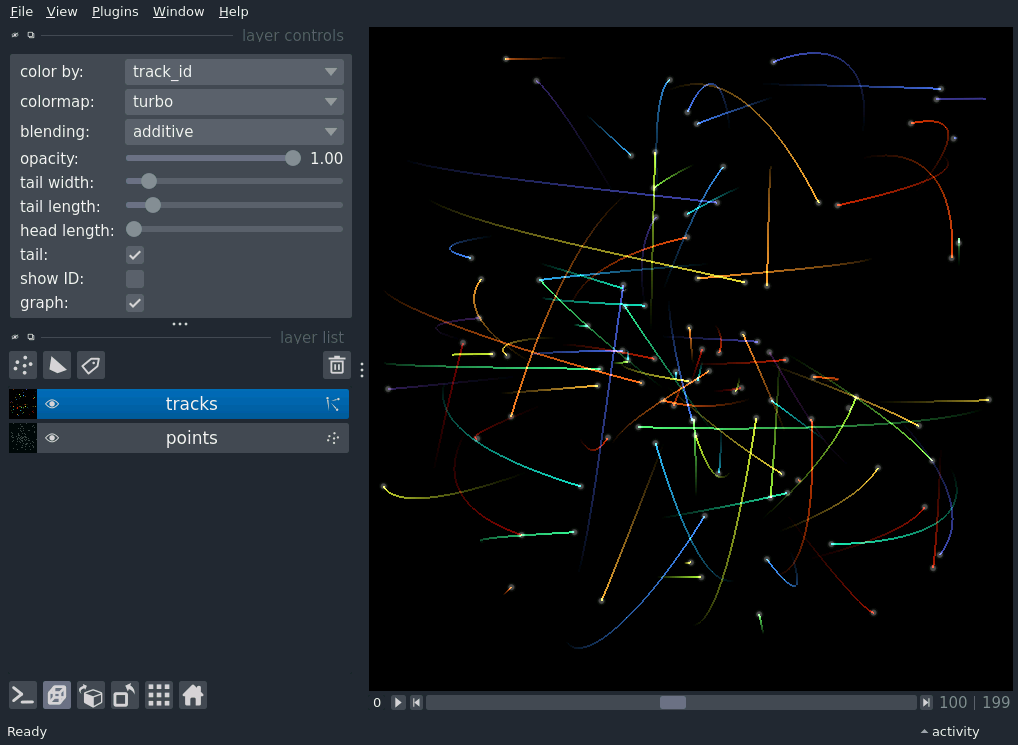 File View Plugins Window Help
layer controls
color by: track_id
colormap: turbo
blending: additive
opacity: 1.00
tail width:
tail length:
head length:
tail:
show ID:
graph:
layer list
tracks
points
0 100 | 199
Ready activity